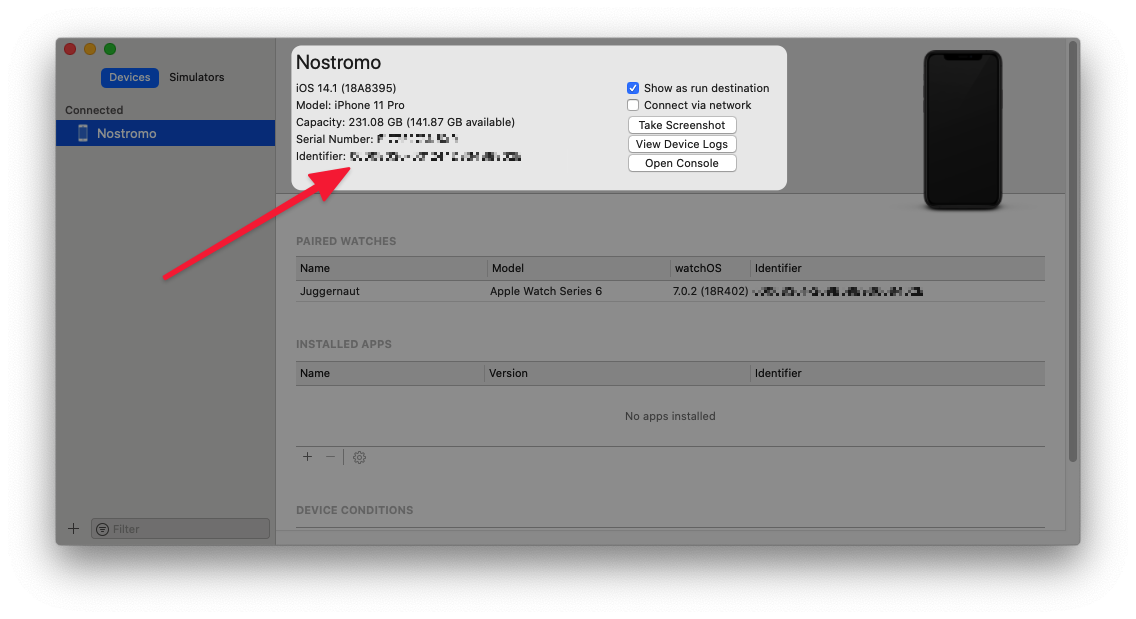 Devices Simulators
Connected
Nostromo
Filter
Nostromo
iOS 14.1 (18A8395)
Model: iPhone 11 Pro
Capacity: 231.08 GB (141.87 GB available)
Serial Number:
Identifier:
Show as run destination
Connect via network
Take Screenshot
View Device Logs
Open Console
PAIRED WATCHES
Name Model watchOS Identifier
Juggernaut Apple Watch Series 6 7.0.2 (18R402)
INSTALLED APPS
Name Version Identifier
No apps installed
DEVICE CONDITIONS